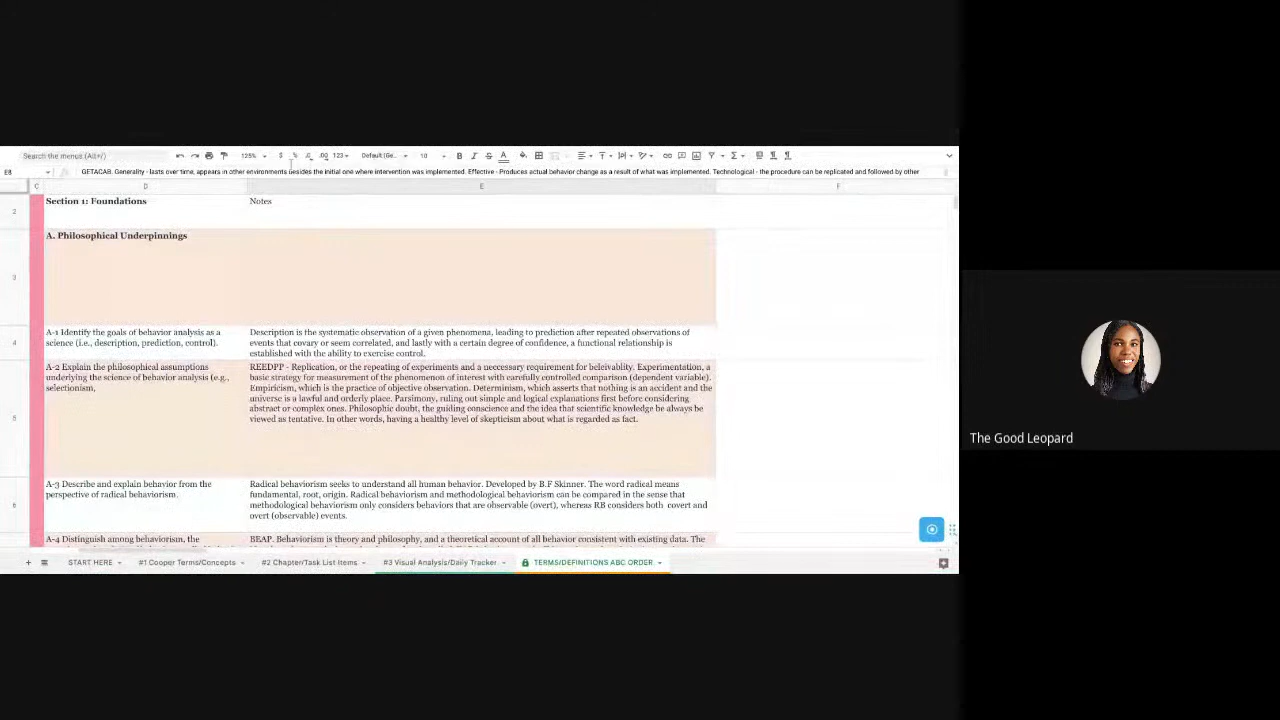 Search the menus (Alt+/)
125%
$
%
.0
.00
123
Default (Ge...
10
B
I
A
E8
GETACAB. Generality - lasts over time, appears in other environments besides the initial one where intervention was implemented. Effective - Produces actual behavior change as a result of what was implemented. Technological - the procedure can be replicated and followed by other
C
D
E
F
2
Section 1: Foundations
Notes
3
A. Philosophical Underpinnings
4
A-1 Identify the goals of behavior analysis as a
science (i.e., description, prediction, control).
Description is the systematic observation of a given phenomena, leading to prediction after repeated observations of
events that covary or seem correlated, and lastly with a certain degree of confidence, a functional relationship is
established with the ability to exercise control.
5
A-2 Explain the philosophical assumptions
underlying the science of behavior analysis (e.g.,
selectionism,
REEDPP - Replication, or the repeating of experiments and a neccessary requirement for beleivablity. Experimentation, a
basic strategy for measurement of the phenomenon of interest with carefully controlled comparison (dependent variable).
Empiricism, which is the practice of objective observation. Determinism, which asserts that nothing is an accident and the
universe is a lawful and orderly place. Parsimony, ruling out simple and logical explanations first before considering
abstract or complex ones. Philosophic doubt, the guiding conscience and the idea that scientific knowledge be always be
viewed as tentative. In other words, having a healthy level of skepticism about what is regarded as fact.
6
A-3 Describe and explain behavior from the
perspective of radical behaviorism.
Radical behaviorism seeks to understand all human behavior. Developed by B.F Skinner. The word radical means
fundamental, root, origin. Radical behaviorism and methodological behaviorism can be compared in the sense that
methodological behaviorism only considers behaviors that are observable (overt), whereas RB considers both covert and
overt (observable) events.
A-4 Distinguish among behaviorism, the
BEAP. Behaviorism is theory and philosophy, and a theoretical account of all behavior consistent with existing data. The
START HERE
#1 Cooper Terms/Concepts
#2 Chapter/Task List Items
#3 Visual Analysis/Daily Tracker
TERMS/DEFINITIONS ABC ORDER
The Good Leopard